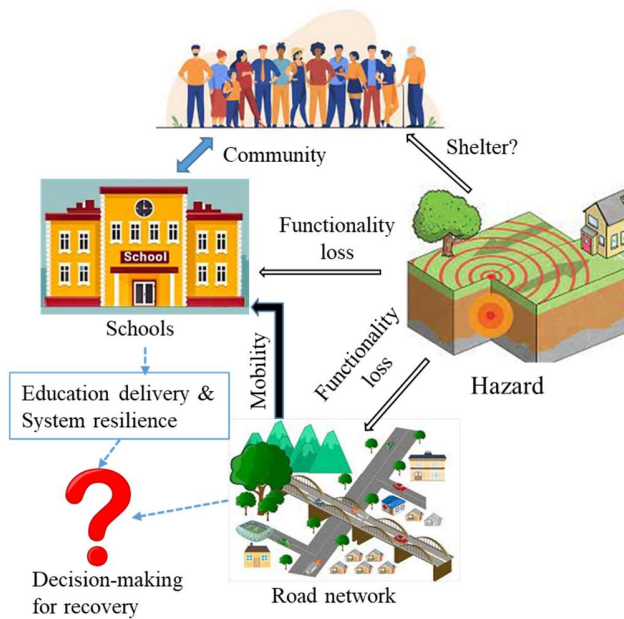 Community
Shelter?
Functionality
loss
School
Schools
Hazard
Functionality
loss
Mobility
Education delivery &
System resilience
Decision-making
for recovery
Road network